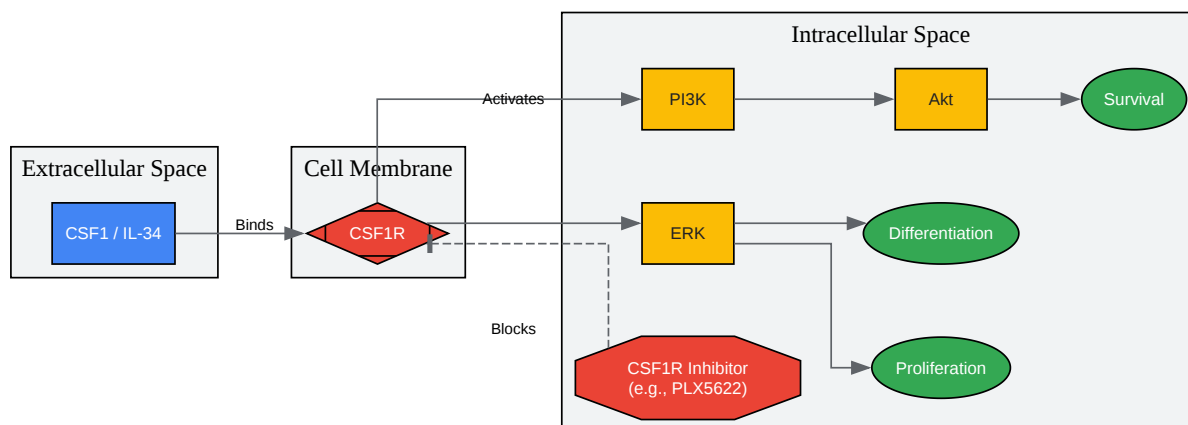 Intracellular Space
Activates
PI3K
Akt
Survival
Extracellular Space
Cell Membrane
CSF1 / IL-34
Binds
CSF1R
ERK
Differentiation
Blocks
CSF1R Inhibitor
(e.g., PLX5622)
Proliferation